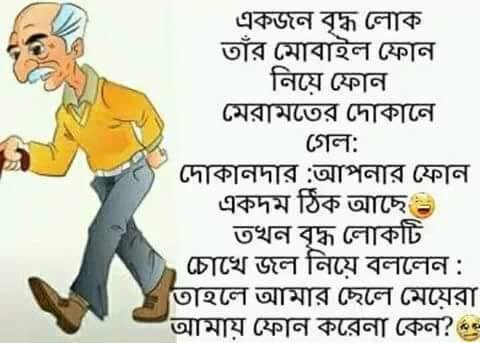 একজন বৃদ্ধ লোক
তাঁর মোবাইল ফোন
নিয়ে ফোন
মেরামতের দোকানে
গেল:
দোকানদার :আপনার ফোন
একদম ঠিক আছে😅
তখন বৃদ্ধ লোকটি
চোখে জল নিয়ে বললেন :
তাহলে আমার ছেলে মেয়েরা
আমায় ফোন করেনা কেন?😢